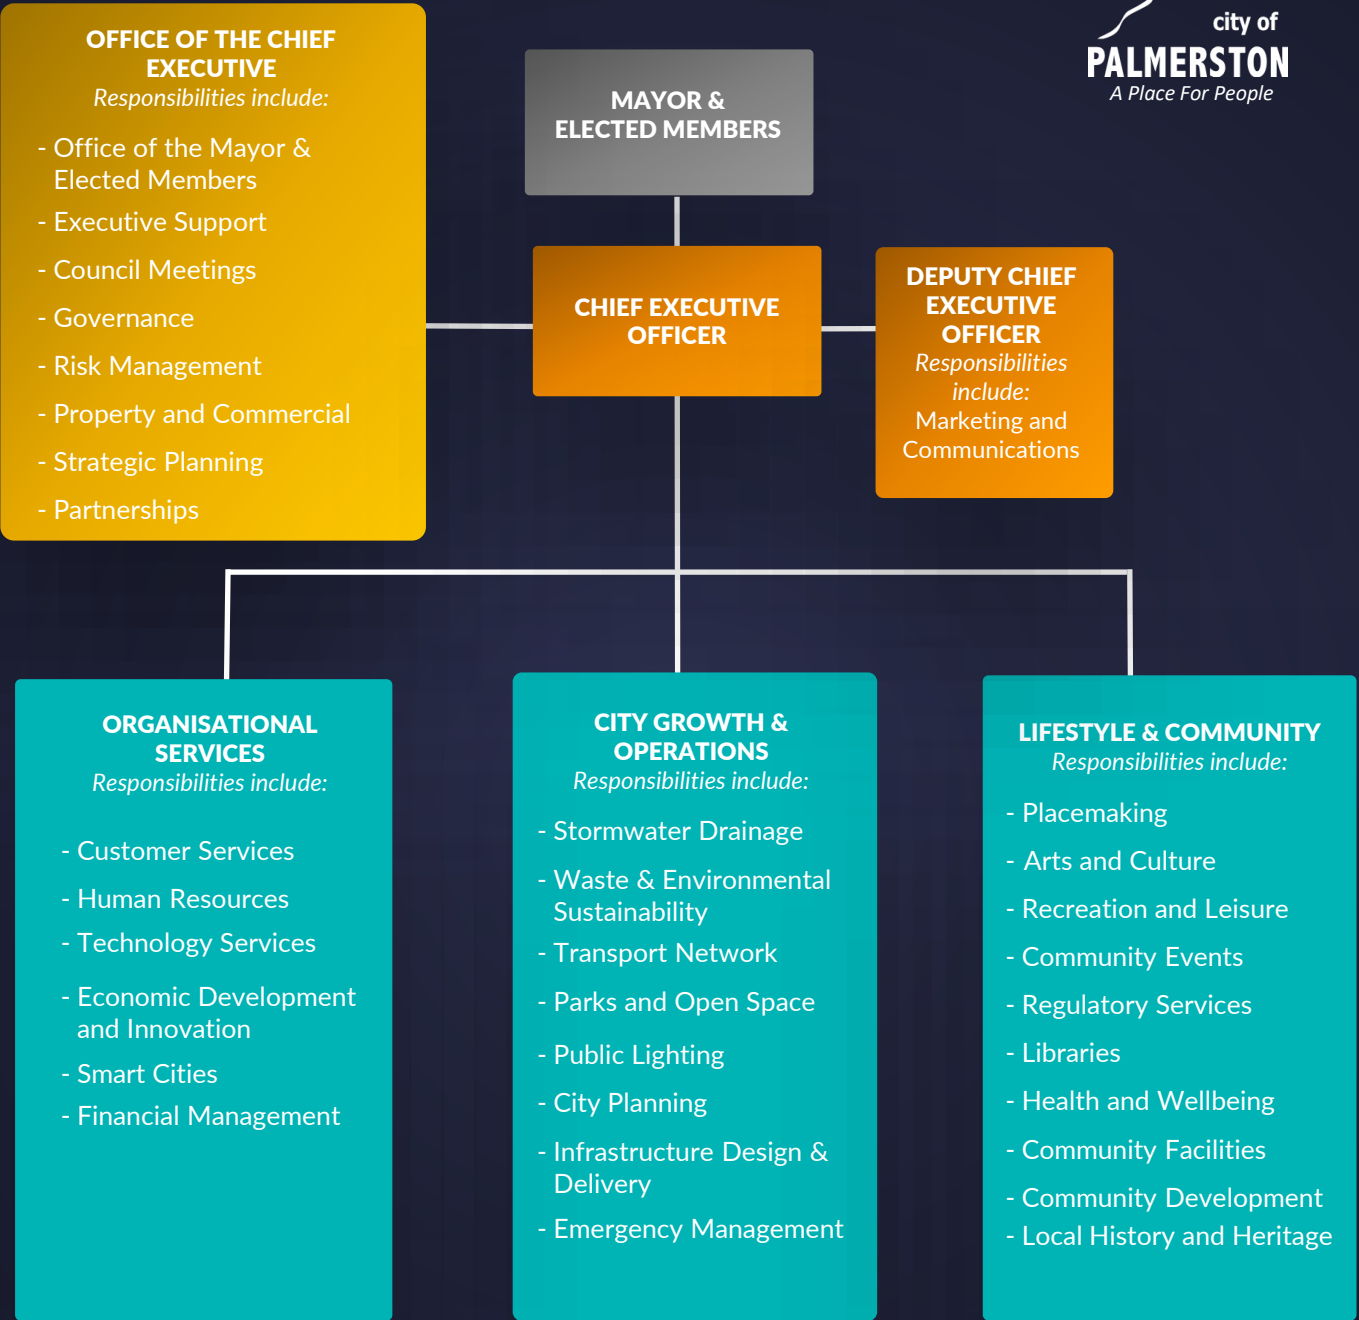 OFFICE OF THE CHIEF
EXECUTIVE
Responsibilities include:
- Office of the Mayor &
Elected Members
- Executive Support
- Council Meetings
- Governance
- Risk Management
- Property and Commercial
- Strategic Planning
- Partnerships
MAYOR &
ELECTED MEMBERS
city of
PALMERSTON
A Place For People
CHIEF EXECUTIVE
OFFICER
DEPUTY CHIEF
EXECUTIVE
OFFICER
Responsibilities
include:
Marketing and
Communications
ORGANISATIONAL
SERVICES
Responsibilities include:
- Customer Services
- Human Resources
- Technology Services
- Economic Development
and Innovation
- Smart Cities
- Financial Management
CITY GROWTH &
OPERATIONS
Responsibilities include:
- Stormwater Drainage
- Waste & Environmental
Sustainability
- Transport Network
- Parks and Open Space
- Public Lighting
- City Planning
- Infrastructure Design &
Delivery
- Emergency Management
LIFESTYLE & COMMUNITY
Responsibilities include:
- Placemaking
- Arts and Culture
- Recreation and Leisure
- Community Events
- Regulatory Services
- Libraries
- Health and Wellbeing
- Community Facilities
- Community Development
- Local History and Heritage